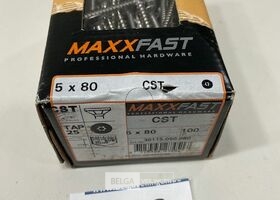 MAXXFAST
PROFESSIONAL HARDWARE
5 x 80
CST
CST
MAXXFAST
CST
TAP
25
5 x 80
100
BELGA